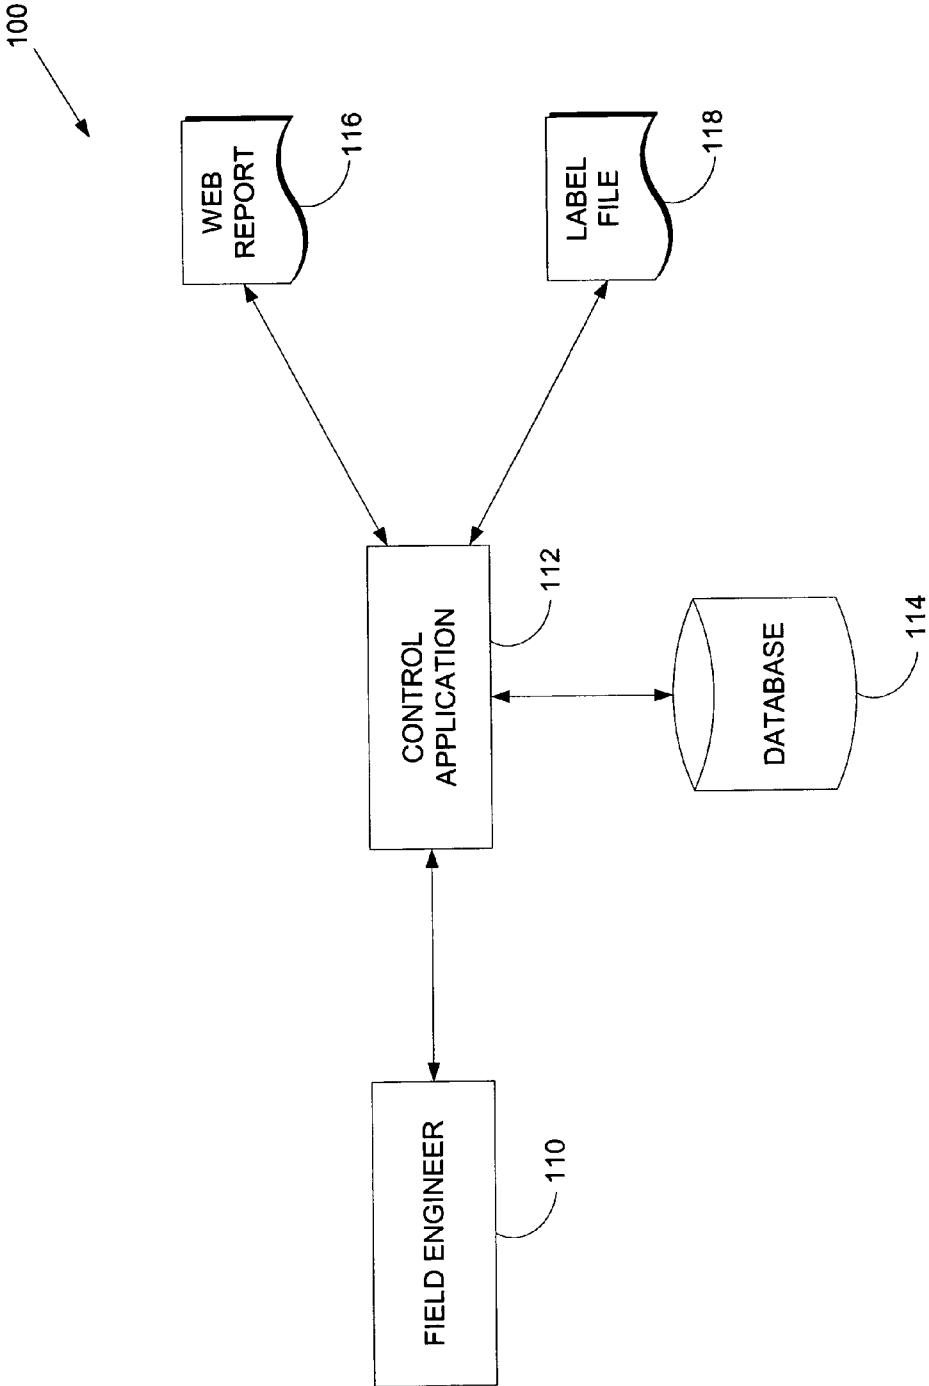 100
WEB
REPORT
116
LABEL
FILE
118
CONTROL
APPLICATION
112
DATABASE
114
FIELD ENGINEER
110